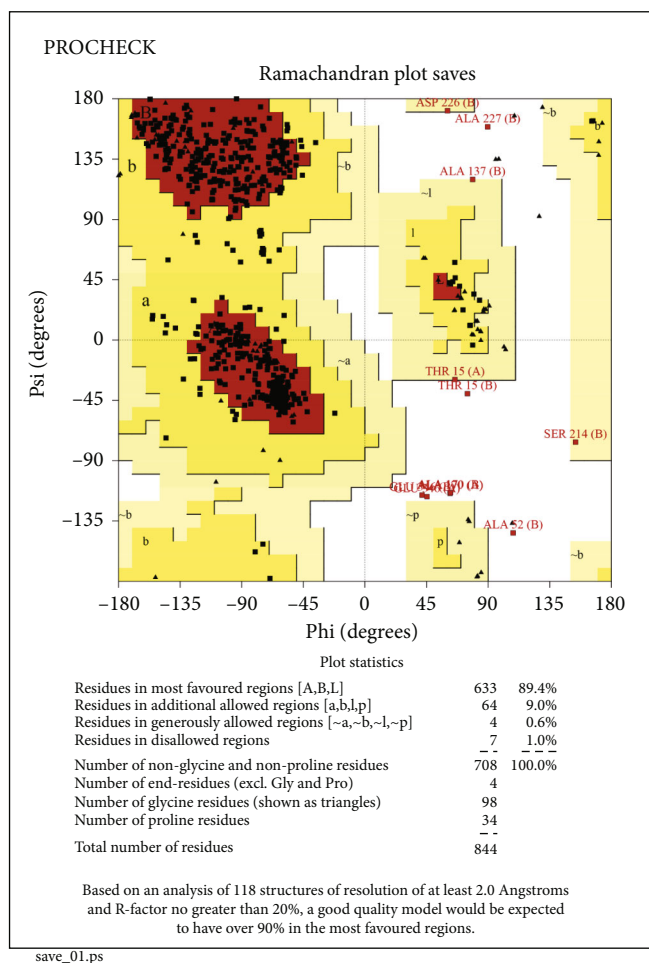 PROCHECK
Ramachandran plot saves
180
135
90
45
0
−45
−90
−135
Psi (degrees)
B
b
a
~b
b
~a
~l
l
~b
b
~p
p
~b
ASP 226 (B)
ALA 227 (B)
ALA 137 (B)
THR 15 (A)
THR 15 (B)
SER 214 (B)
ALA 52 (B)
−180 −135 −90 −45 0 45 90 135 180
Phi (degrees)
Plot statistics
Residues in most favoured regions [A,B,L] 633 89.4%
Residues in additional allowed regions [a,b,l,p] 64 9.0%
Residues in generously allowed regions [~a,~b,~l,~p] 4 0.6%
Residues in disallowed regions 7 1.0%
Number of non-glycine and non-proline residues 708 100.0%
Number of end-residues (excl. Gly and Pro) 4
Number of glycine residues (shown as triangles) 98
Number of proline residues 34
Total number of residues 844
Based on an analysis of 118 structures of resolution of at least 2.0 Angstroms
and R-factor no greater than 20%, a good quality model would be expected
to have over 90% in the most favoured regions.
save_01.ps